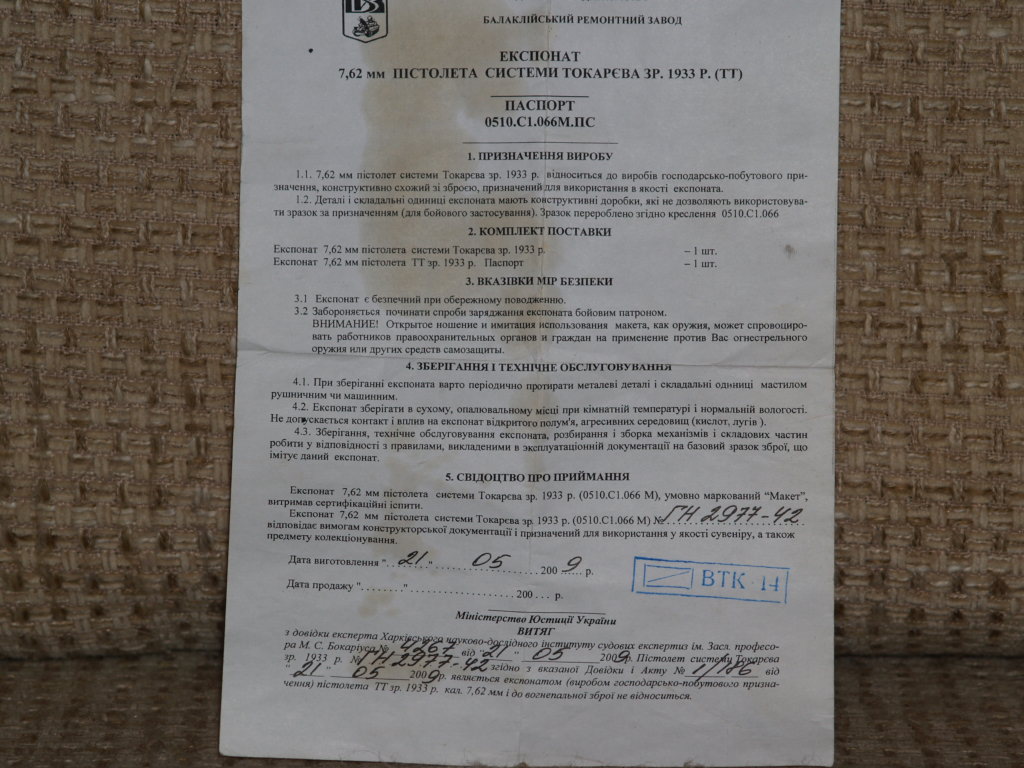 БАЛАКЛІЙСЬКИЙ РЕМОНТНИЙ ЗАВОД
ЕКСПОНАТ
7,62 мм ПІСТОЛЕТА СИСТЕМИ ТОКАРЄВА ЗР. 1933 Р. (ТТ)
ПАСПОРТ
0510.С1.066М.ПС
1. ПРИЗНАЧЕННЯ ВИРОБУ
1.1. 7,62 мм пістолет системи Токарєва зр. 1933 р. відноситься до виробів господарсько-побутового при-
значення, конструктивно схожий зі зброєю, призначений для використання в якості експоната.
1.2. Деталі і складальні одиниці експоната мають конструктивні доробки, які не дозволяють використовува-
ти зразок за призначенням (для бойового застосування). Зразок перероблено згідно креслення 0510.С1.066
2. КОМПЛЕКТ ПОСТАВКИ
Експонат 7,62 мм пістолета системи Токарєва зр. 1933 р. – 1 шт.
Експонат 7,62 мм пістолета ТТ зр. 1933 р. Паспорт – 1 шт.
3. ВКАЗІВКИ МІР БЕЗПЕКИ
3.1 Експонат є безпечний при обережному поводженню.
3.2 Забороняється починати спроби заряджання експоната бойовим патроном.
ВНИМАНИЕ! Открытое ношение и имитация использования макета, как оружия, может спровоциро-
вать работников правоохранительных органов и граждан на применение против Вас огнестрельного
оружия или других средств самозащиты.
4. ЗБЕРІГАННЯ І ТЕХНІЧНЕ ОБСЛУГОВУВАННЯ
4.1. При зберіганні експоната варто періодично протирати металеві деталі і складальні одиниці мастилом
рушничним чи машинним.
4.2. Експонат зберігати в сухому, опалювальному місці при кімнатній температурі і нормальній вологості.
Не допускається контакт і вплив на експонат відкритого полум'я, агресивних середовищ (кислот, лугів ).
4.3. Зберігання, технічне обслуговування експоната, розбирання і зборка механізмів і складових частин
робити у відповідності з правилами, викладеними в эксплуатаціонній документації на базовий зразок зброї, що
імітує даний експонат.
5. СВІДОЦТВО ПРО ПРИЙМАННЯ
Експонат 7,62 мм пістолета системи Токарєва зр. 1933 р. (0510.С1.066 М), умовно маркований “Макет”,
витримав сертифікаційні іспити.
Експонат 7,62 мм пістолета системи Токарєва зр. 1933 р. (0510.С1.066 М) № ГН 2977-42
відповідає вимогам конструкторської документації і призначений для використання у якості сувеніру, а також
предмету колекціонування.
Дата виготовлення ". . 21 . " . . . 05 . . . 200 9 р.
ВТК 14
Дата продажу ". . . . . . . " . . . . . . . . . . . 200 . . . р.
Міністерство Юстиції України
ВИТЯГ
з довідки експерта Харківського науково-дослідного інституту судових експертиз ім. Засл. професо-
ра М. С. Бокаріуса № 4267 від "21" 05 2009р. Пістолет системи Токарєва
зр. 1933 р. № ГН 2977-42 згідно з вказаної Довідки і Акту № 1/186 від
" 21 " 05 2009р. являється експонатом (виробом господарсько-побутового призна-
чення) пістолета ТТ зр. 1933 р. кал. 7,62 мм і до вогнепальної зброї не відноситься.